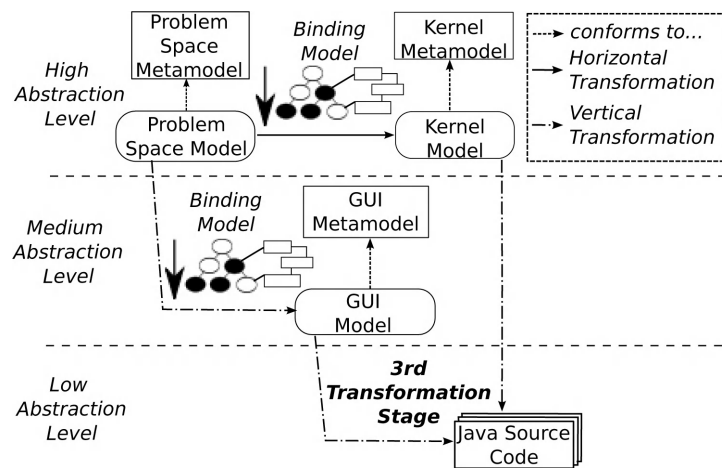 Problem
Space
Metamodel
Binding
Model
Kernel
Metamodel
High
Abstraction
Level
Problem
Space Model
Kernel
Model
conforms to...
Horizontal
Transformation
Vertical
Transformation
Medium
Abstraction
Level
Binding
Model
GUI
Metamodel
GUI
Model
Low
Abstraction
Level
3rd
Transformation
Stage
Java Source
Code